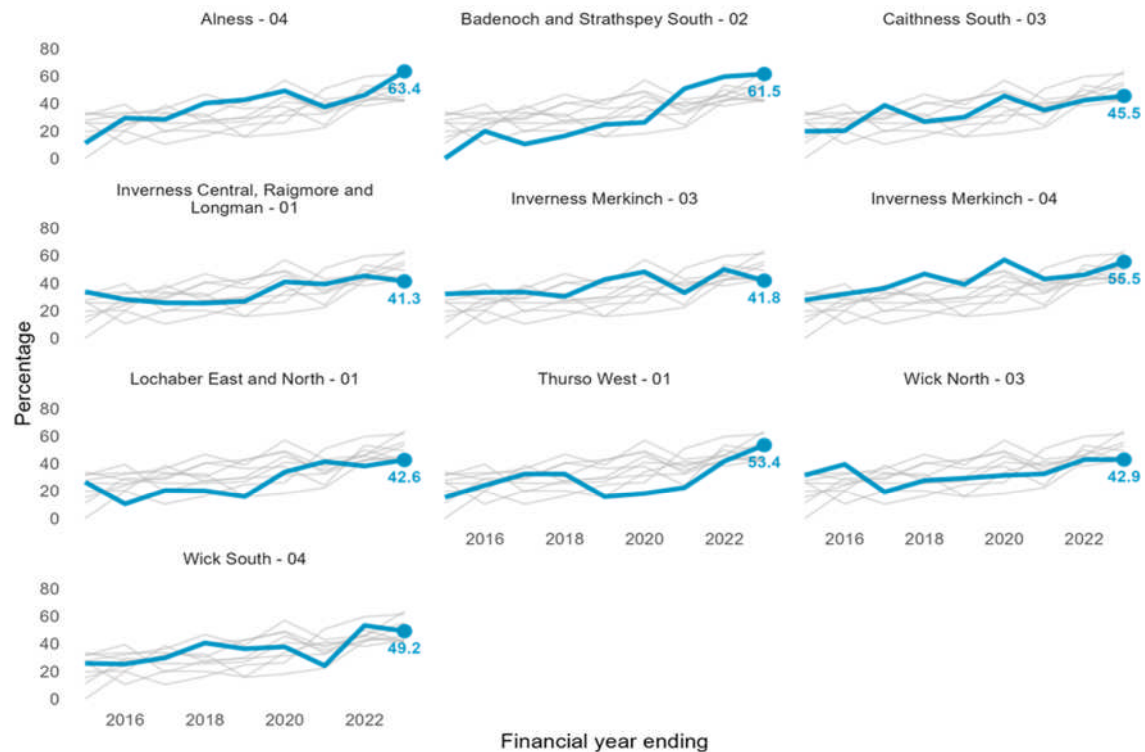 Alness - 04
Badenoch and Strathspey South - 02
Caithness South - 03
80
60
40
20
0
63.4
61.5
45.5
Inverness Central, Raigmore and
Longman - 01
Inverness Merkinch - 03
Inverness Merkinch - 04
80
60
40
20
0
41.3
41.8
55.5
Percentage
Lochaber East and North - 01
Thurso West - 01
Wick North - 03
80
60
40
20
0
42.6
53.4
42.9
2016 2018 2020 2022
2016 2018 2020 2022
Wick South - 04
80
60
40
20
0
49.2
2016 2018 2020 2022
Financial year ending